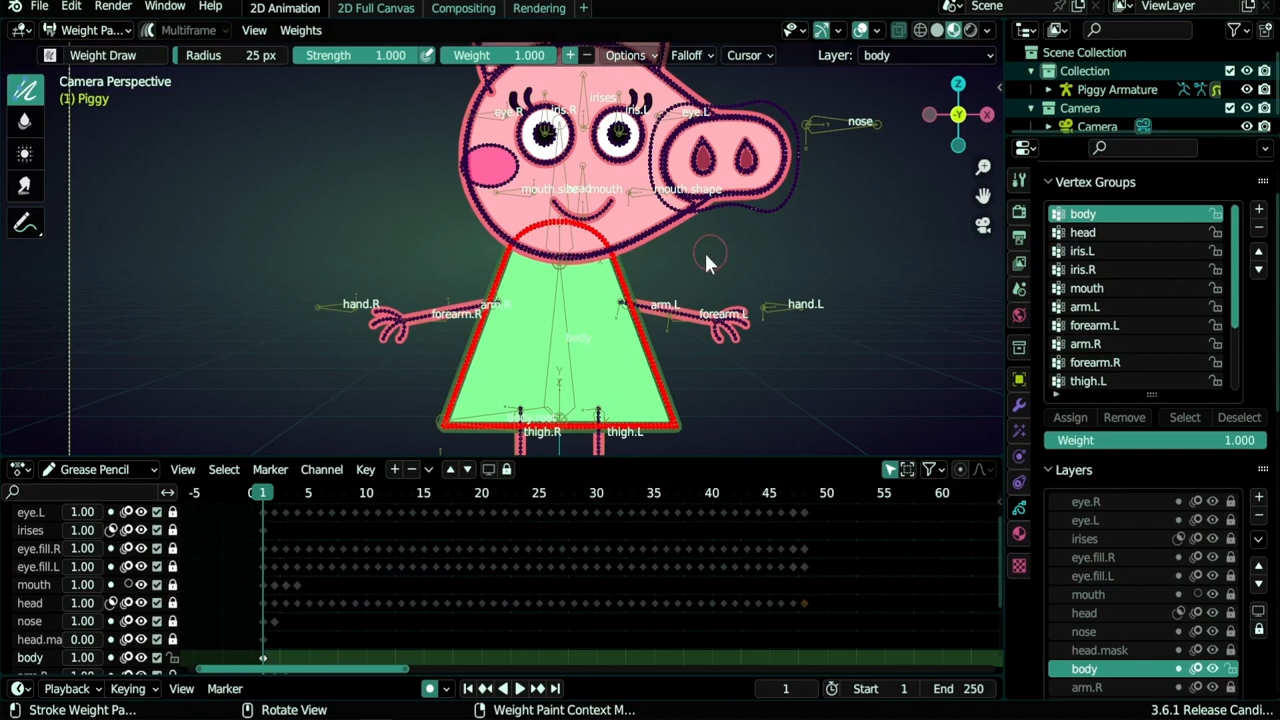 File Edit Render Window Help 2D Animation 2D Full Canvas Compositing Rendering + Scene ViewLayer
Weight Pa... Multiframe View Weights
Weight Draw Radius 25 px Strength 1.000 Weight 1.000 + − Options Falloff Cursor Layer: body
Camera Perspective
(1) Piggy
irises
eye.R iris.R iris.L eye.L
nose
head mouth mouth.shape
hand.R arm.R arm.L hand.L
forearm.R forearm.L
body
thigh.R thigh.L
Z
-Y
X
Scene Collection
Collection
Piggy Armature
Camera
Camera
Vertex Groups
body
head
iris.L
iris.R
mouth
arm.L
forearm.L
arm.R
forearm.R
thigh.L
Assign Remove Select Deselect
Weight 1.000
Layers
eye.R
eye.L
irises
eye.fill.R
eye.fill.L
mouth
head
nose
head.mask
body
arm.R
Grease Pencil View Select Marker Channel Key + −
-5 0 1 5 10 15 20 25 30 35 40 45 50 55 60
eye.L 1.00
irises 1.00
eye.fill.R 1.00
eye.fill.L 1.00
mouth 1.00
head 1.00
nose 1.00
head.ma 0.00
body 1.00
Playback Keying View Marker 1 Start 1 End 250
Stroke Weight Pa... Rotate View Weight Paint Context M... 3.6.1 Release Candi...